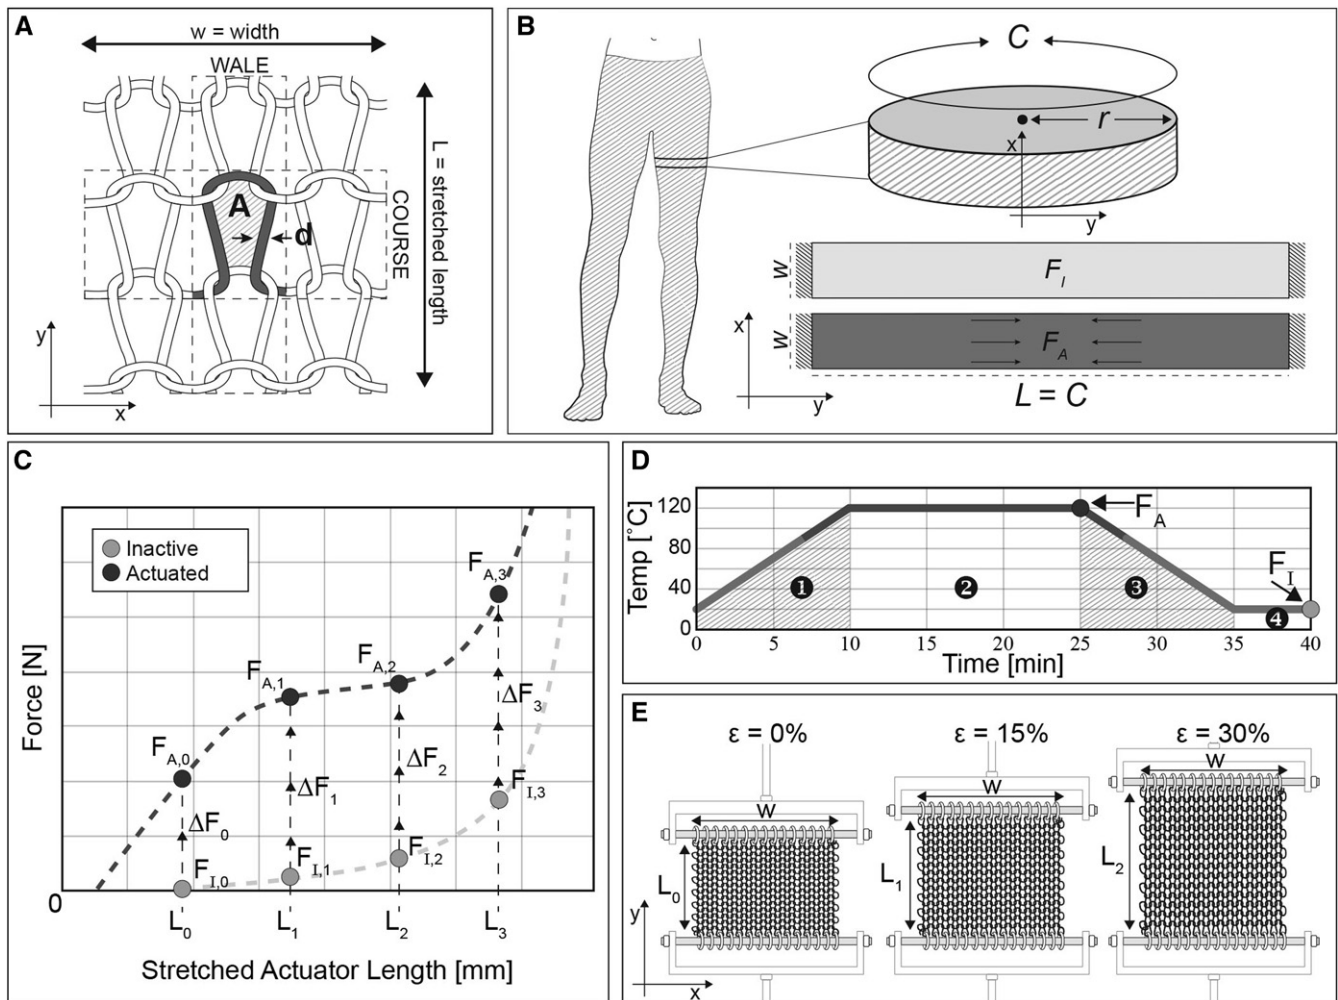 A
w = width
WALE
A
d
COURSE
L = stretched length
y
x
B
C
r
x
y
w
F_I
w
F_A
x
y
L = C
C
Inactive
Actuated
F_A,3
F_A,2
F_A,1
ΔF_3
F_A,0
ΔF_2
ΔF_1
F_I,3
ΔF_0
F_I,2
F_I,1
F_I,0
0
L_0 L_1 L_2 L_3
Force [N]
Stretched Actuator Length [mm]
D
120
80
40
0
Temp [°C]
F_A
F_I
1 2 3 4
0 5 10 15 20 25 30 35 40
Time [min]
E
ε = 0% ε = 15% ε = 30%
w w w
L_0 L_1 L_2
y
x